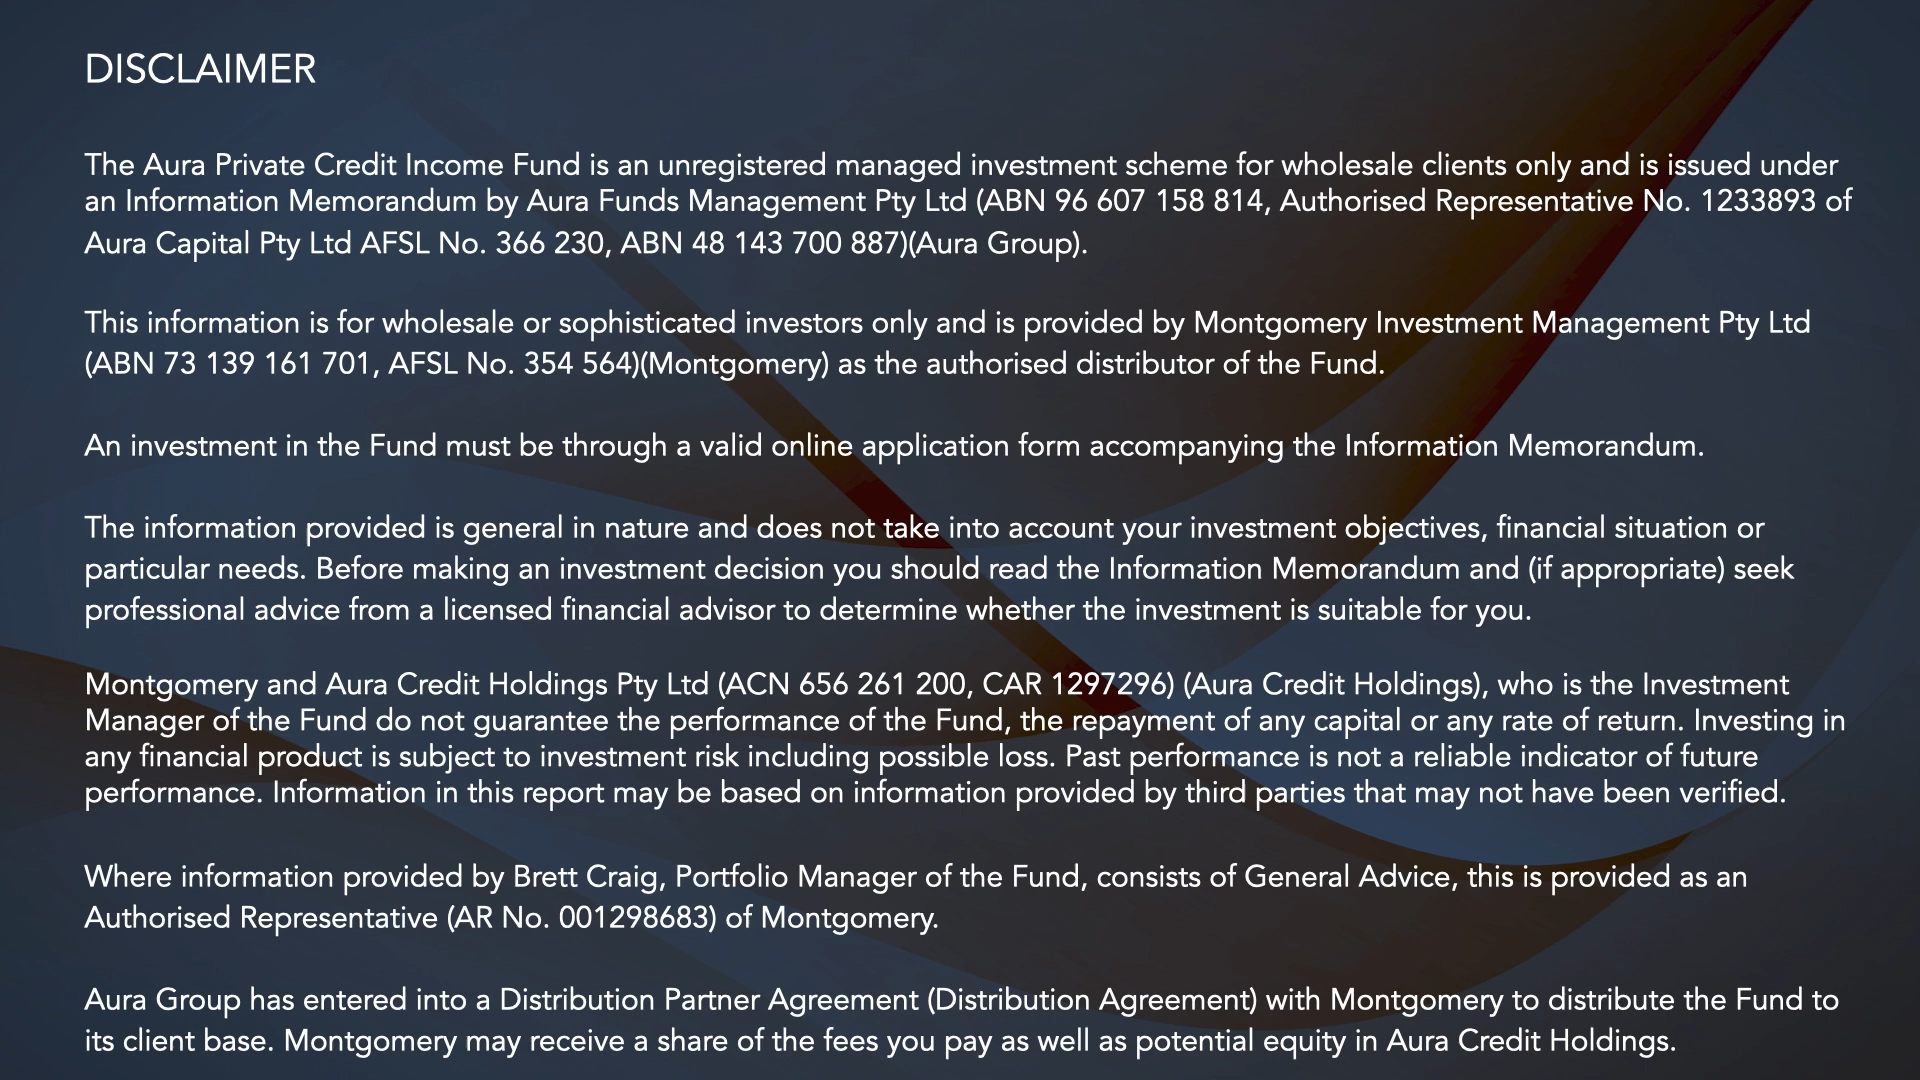 DISCLAIMER
The Aura Private Credit Income Fund is an unregistered managed investment scheme for wholesale clients only and is issued under
an Information Memorandum by Aura Funds Management Pty Ltd (ABN 96 607 158 814, Authorised Representative No. 1233893 of
Aura Capital Pty Ltd AFSL No. 366 230, ABN 48 143 700 887)(Aura Group).
This information is for wholesale or sophisticated investors only and is provided by Montgomery Investment Management Pty Ltd
(ABN 73 139 161 701, AFSL No. 354 564)(Montgomery) as the authorised distributor of the Fund.
An investment in the Fund must be through a valid online application form accompanying the Information Memorandum.
The information provided is general in nature and does not take into account your investment objectives, financial situation or
particular needs. Before making an investment decision you should read the Information Memorandum and (if appropriate) seek
professional advice from a licensed financial advisor to determine whether the investment is suitable for you.
Montgomery and Aura Credit Holdings Pty Ltd (ACN 656 261 200, CAR 1297296) (Aura Credit Holdings), who is the Investment
Manager of the Fund do not guarantee the performance of the Fund, the repayment of any capital or any rate of return. Investing in
any financial product is subject to investment risk including possible loss. Past performance is not a reliable indicator of future
performance. Information in this report may be based on information provided by third parties that may not have been verified.
Where information provided by Brett Craig, Portfolio Manager of the Fund, consists of General Advice, this is provided as an
Authorised Representative (AR No. 001298683) of Montgomery.
Aura Group has entered into a Distribution Partner Agreement (Distribution Agreement) with Montgomery to distribute the Fund to
its client base. Montgomery may receive a share of the fees you pay as well as potential equity in Aura Credit Holdings.